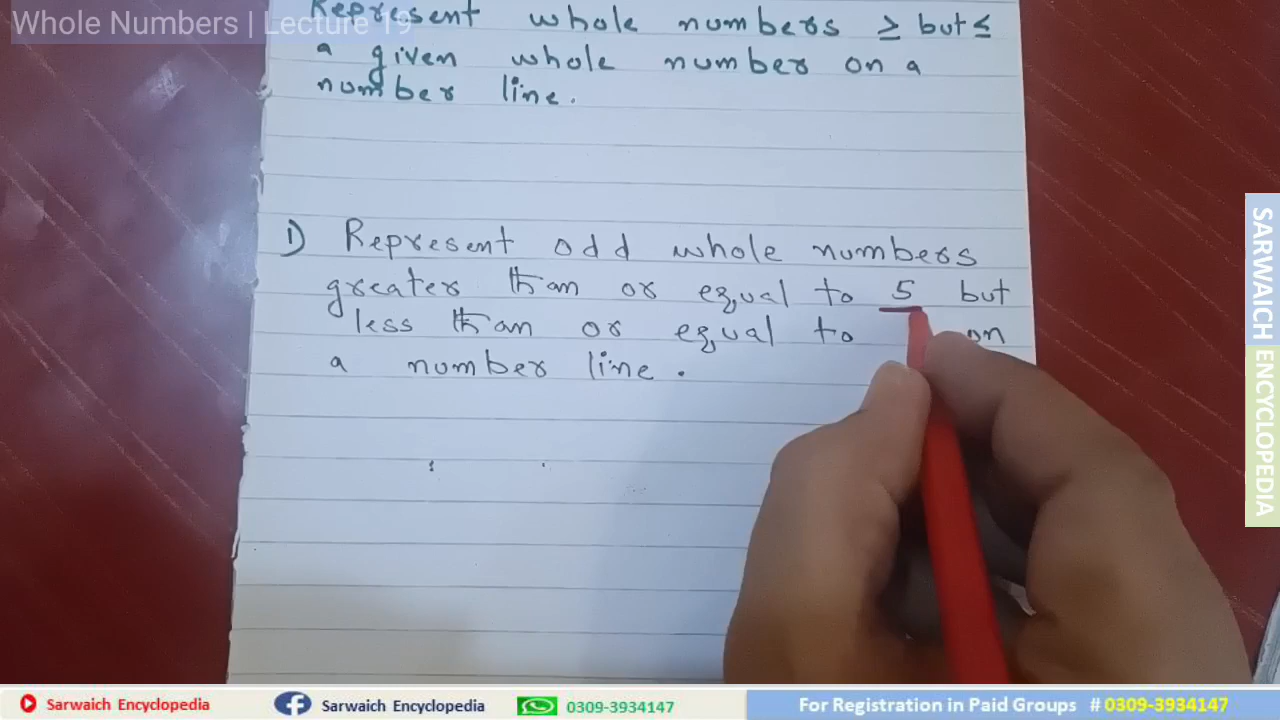 Whole Numbers | Lecture 19
Represent whole numbers ≥ but ≤
a given whole number on a
number line.
1) Represent odd whole numbers
greater than or equal to 5 but
less than or equal to on
a number line.
SARWAICH ENCYCLOPEDIA
Sarwaich Encyclopedia
Sarwaich Encyclopedia
0309-3934147
For Registration in Paid Groups # 0309-3934147